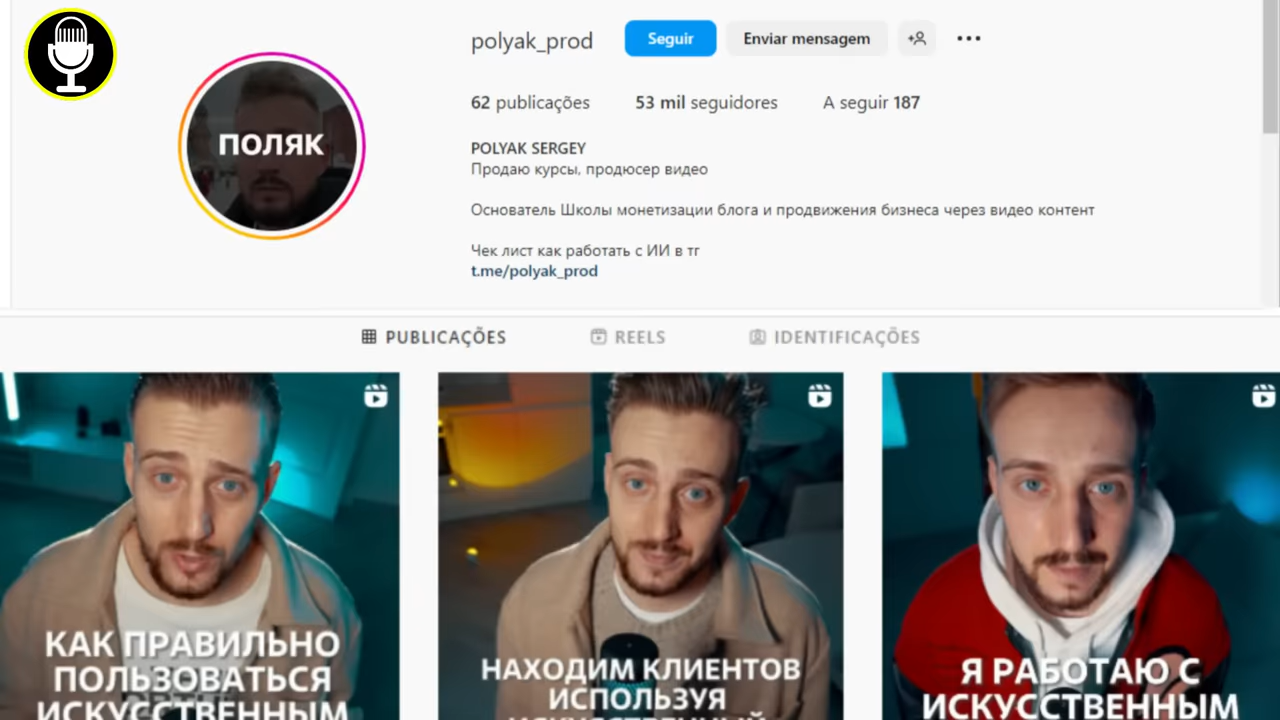 polyak_prod
Seguir
Enviar mensagem
62 publicações
53 mil seguidores
A seguir 187
ПОЛЯК
POLYAK SERGEY
Продаю курсы, продюсер видео
Основатель Школы монетизации блога и продвижения бизнеса через видео контент
Чек лист как работать с ИИ в тг
t.me/polyak_prod
PUBLICAÇÕES
REELS
IDENTIFICAÇÕES
КАК ПРАВИЛЬНО
ПОЛЬЗОВАТЬСЯ
ИСКУССТВЕННЫМ
НАХОДИМ КЛИЕНТОВ
ИСПОЛЬЗУЯ
Я РАБОТАЮ С
ИСКУССТВЕННЫМ